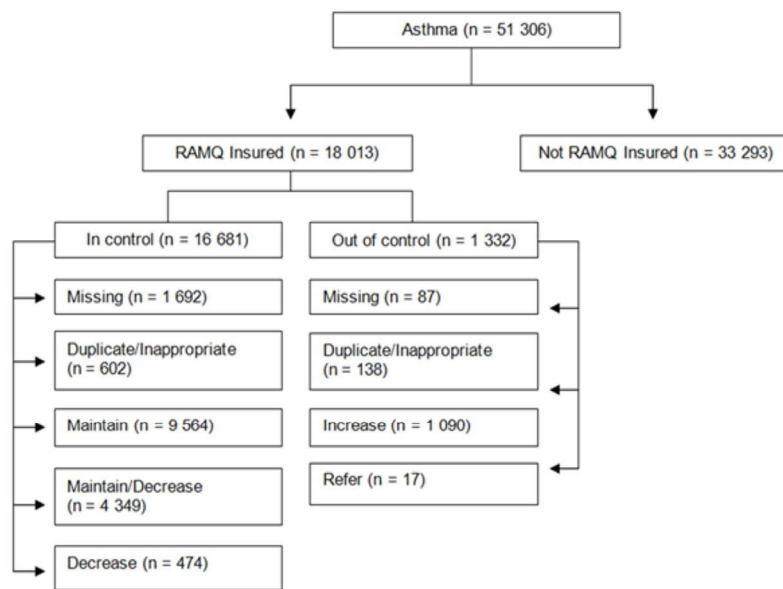 Asthma (n = 51 306)
RAMQ Insured (n = 18 013)
Not RAMQ Insured (n = 33 293)
In control (n = 16 681)
Out of control (n = 1 332)
Missing (n = 1 692)
Missing (n = 87)
Duplicate/Inappropriate
(n = 602)
Duplicate/Inappropriate
(n = 138)
Maintain (n = 9 564)
Increase (n = 1 090)
Maintain/Decrease
(n = 4 349)
Refer (n = 17)
Decrease (n = 474)